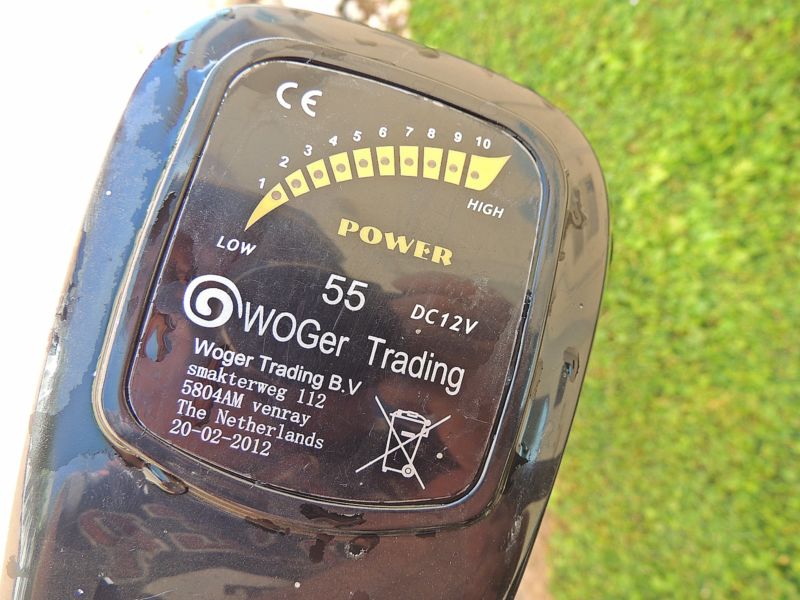 CE
1 2 3 4 5 6 7 8 9 10
LOW
HIGH
POWER
55
DC12V
WOGer Trading
Woger Trading B.V
smakterweg 112
5804AM venray
The Netherlands
20-02-2012